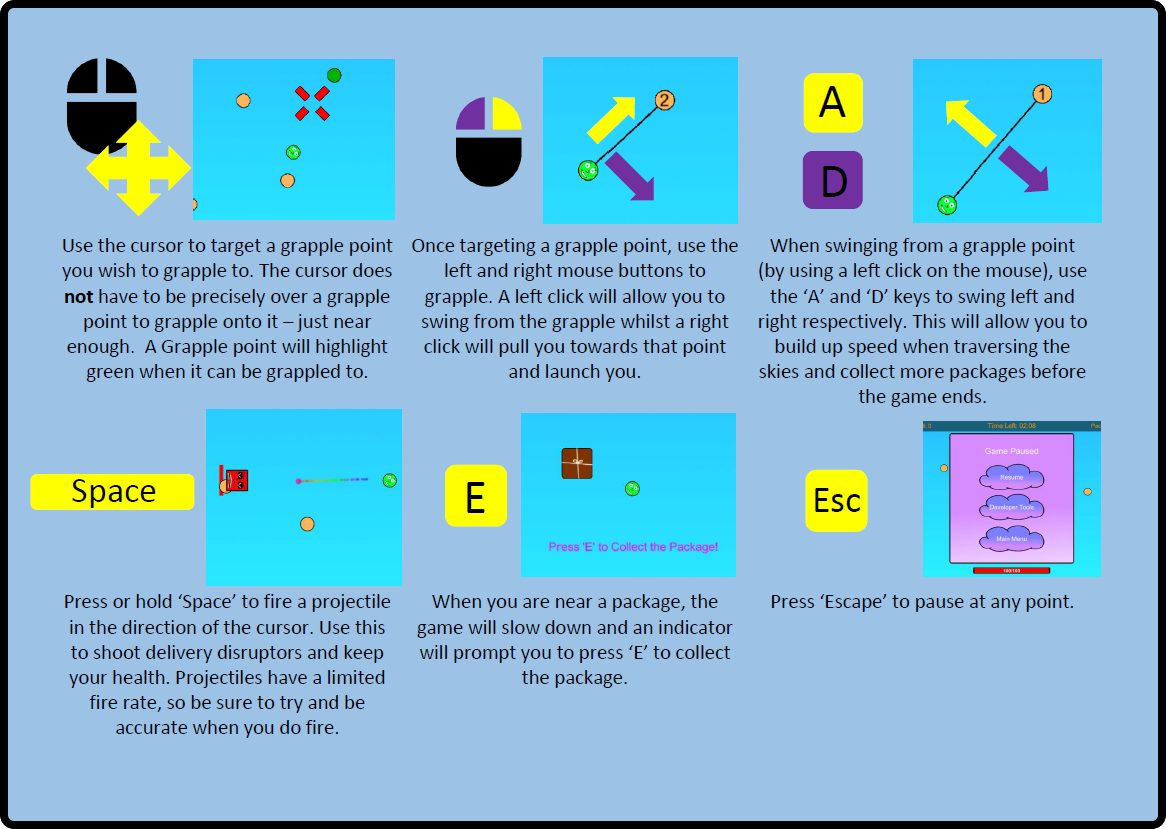 2
A
1
D
Use the cursor to target a grapple point
you wish to grapple to. The cursor does
not have to be precisely over a grapple
point to grapple onto it – just near
enough.  A Grapple point will highlight
green when it can be grappled to.
Once targeting a grapple point, use the
left and right mouse buttons to
grapple. A left click will allow you to
swing from the grapple whilst a right
click will pull you towards that point
and launch you.
When swinging from a grapple point
(by using a left click on the mouse), use
the ‘A’ and ‘D’ keys to swing left and
right respectively. This will allow you to
build up speed when traversing the
skies and collect more packages before
the game ends.
Space
E
Press 'E' to Collect the Package!
Esc
Time Left: 02:08
Game Paused
Resume
Developer Tools
Main Menu
100/100
Press or hold ‘Space’ to fire a projectile
in the direction of the cursor. Use this
to shoot delivery disruptors and keep
your health. Projectiles have a limited
fire rate, so be sure to try and be
accurate when you do fire.
When you are near a package, the
game will slow down and an indicator
will prompt you to press ‘E’ to collect
the package.
Press ‘Escape’ to pause at any point.